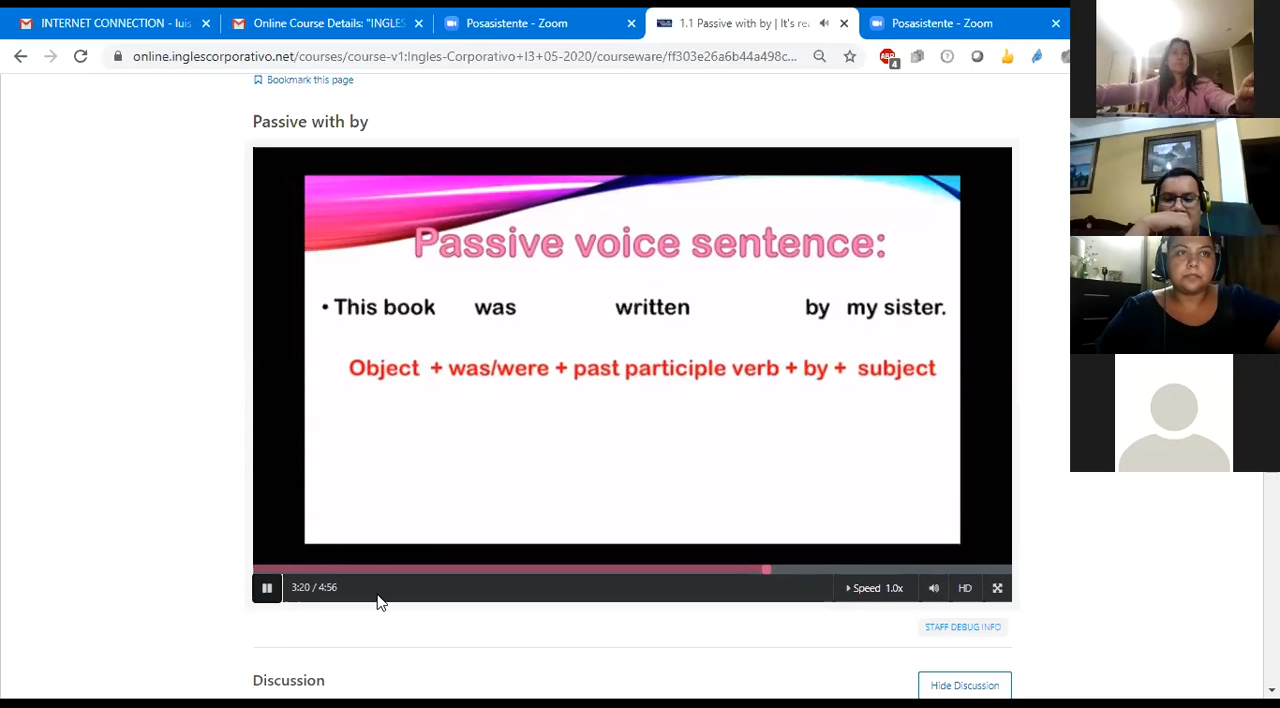 INTERNET CONNECTION - luis
Online Course Details: "INGLES
Posasistente - Zoom
1.1 Passive with by | It's re
Posasistente - Zoom
online.inglescorporativo.net/courses/course-v1:Ingles-Corporativo+I3+05-2020/courseware/ff303e26a6b44a498c...
4
Bookmark this page
Passive with by
Passive voice sentence:
• This book was written by my sister.
Object + was/were + past participle verb + by + subject
3:20 / 4:56
Speed 1.0x
HD
STAFF DEBUG INFO
Discussion
Hide Discussion